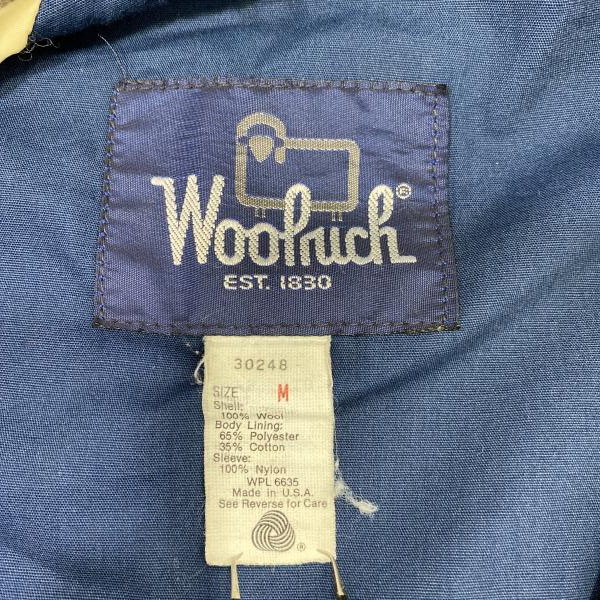 Woolrich®
EST. 1830
30248
SIZE M
Shell:
100% Wool
Body Lining:
65% Polyester
35% Cotton
Sleeve:
100% Nylon
WPL 6635
Made in U.S.A.
See Reverse for Care
®